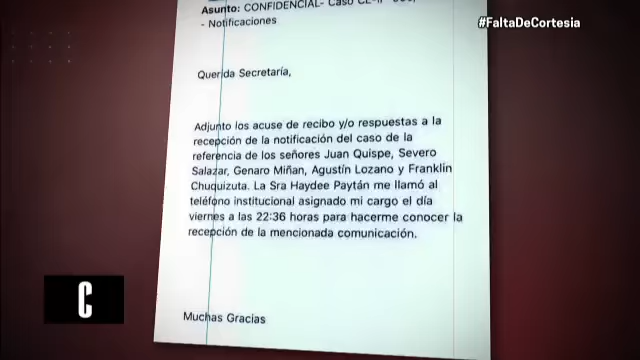 Asunto: CONFIDENCIAL- Caso
- Notificaciones
#FaltaDeCortesia
Querida Secretaría,
Adjunto los acuse de recibo y/o respuestas a la
recepción de la notificación del caso de la
referencia de los señores Juan Quispe, Severo
Salazar, Genaro Miñan, Agustín Lozano y Franklin
Chuquizuta. La Sra Haydee Paytán me llamó al
teléfono institucional asignado mi cargo el día
viernes a las 22:36 horas para hacerme conocer la
recepción de la mencionada comunicación.
Muchas Gracias
C